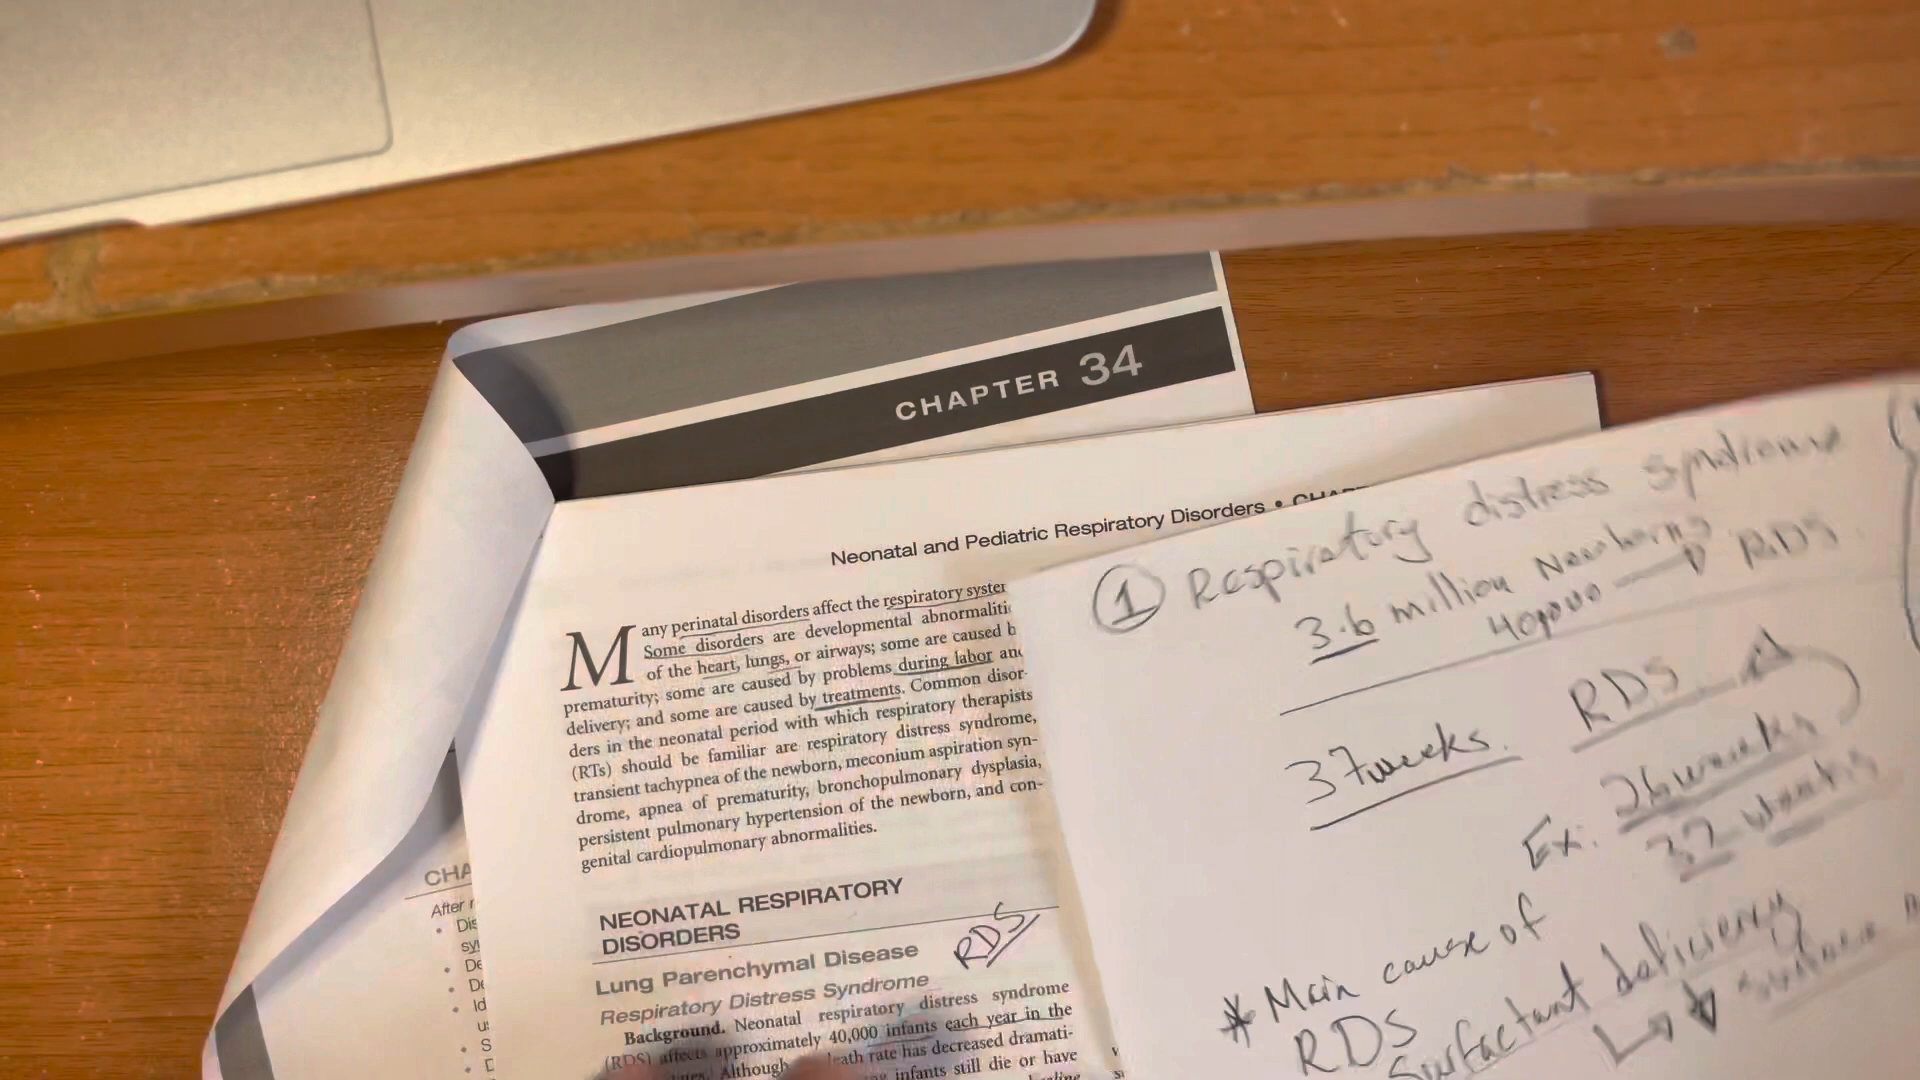 CHAPTER 34
Neonatal and Pediatric Respiratory Disorders •
Many perinatal disorders affect the respiratory
Some disorders are developmental
of the heart, lungs, or airways; some are caused
prematurity; some are caused by problems during labor
delivery; and some are caused by treatments. Common disor-
ders in the neonatal period with which respiratory therapists
(RTs) should be familiar are respiratory distress syndrome,
transient tachypnea of the newborn, meconium aspiration syn-
drome, apnea of prematurity, bronchopulmonary dysplasia,
persistent pulmonary hypertension of the newborn, and con-
genital cardiopulmonary abnormalities.
NEONATAL RESPIRATORY
DISORDERS
RDS
Lung Parenchymal Disease
Respiratory Distress Syndrome
Background. Neonatal respiratory distress syndrome
(RDS) affects approximately 40,000 infants each year in the
Although death rate has decreased dramati-
infants still die or have
CHA
After
1 Respiratory distress syndrome
3.6 million Newborns
RDS
37weeks. RDS
Ex: 26 weeks
37 weeks
* Main cause of
RDS
Surfactant deficiency